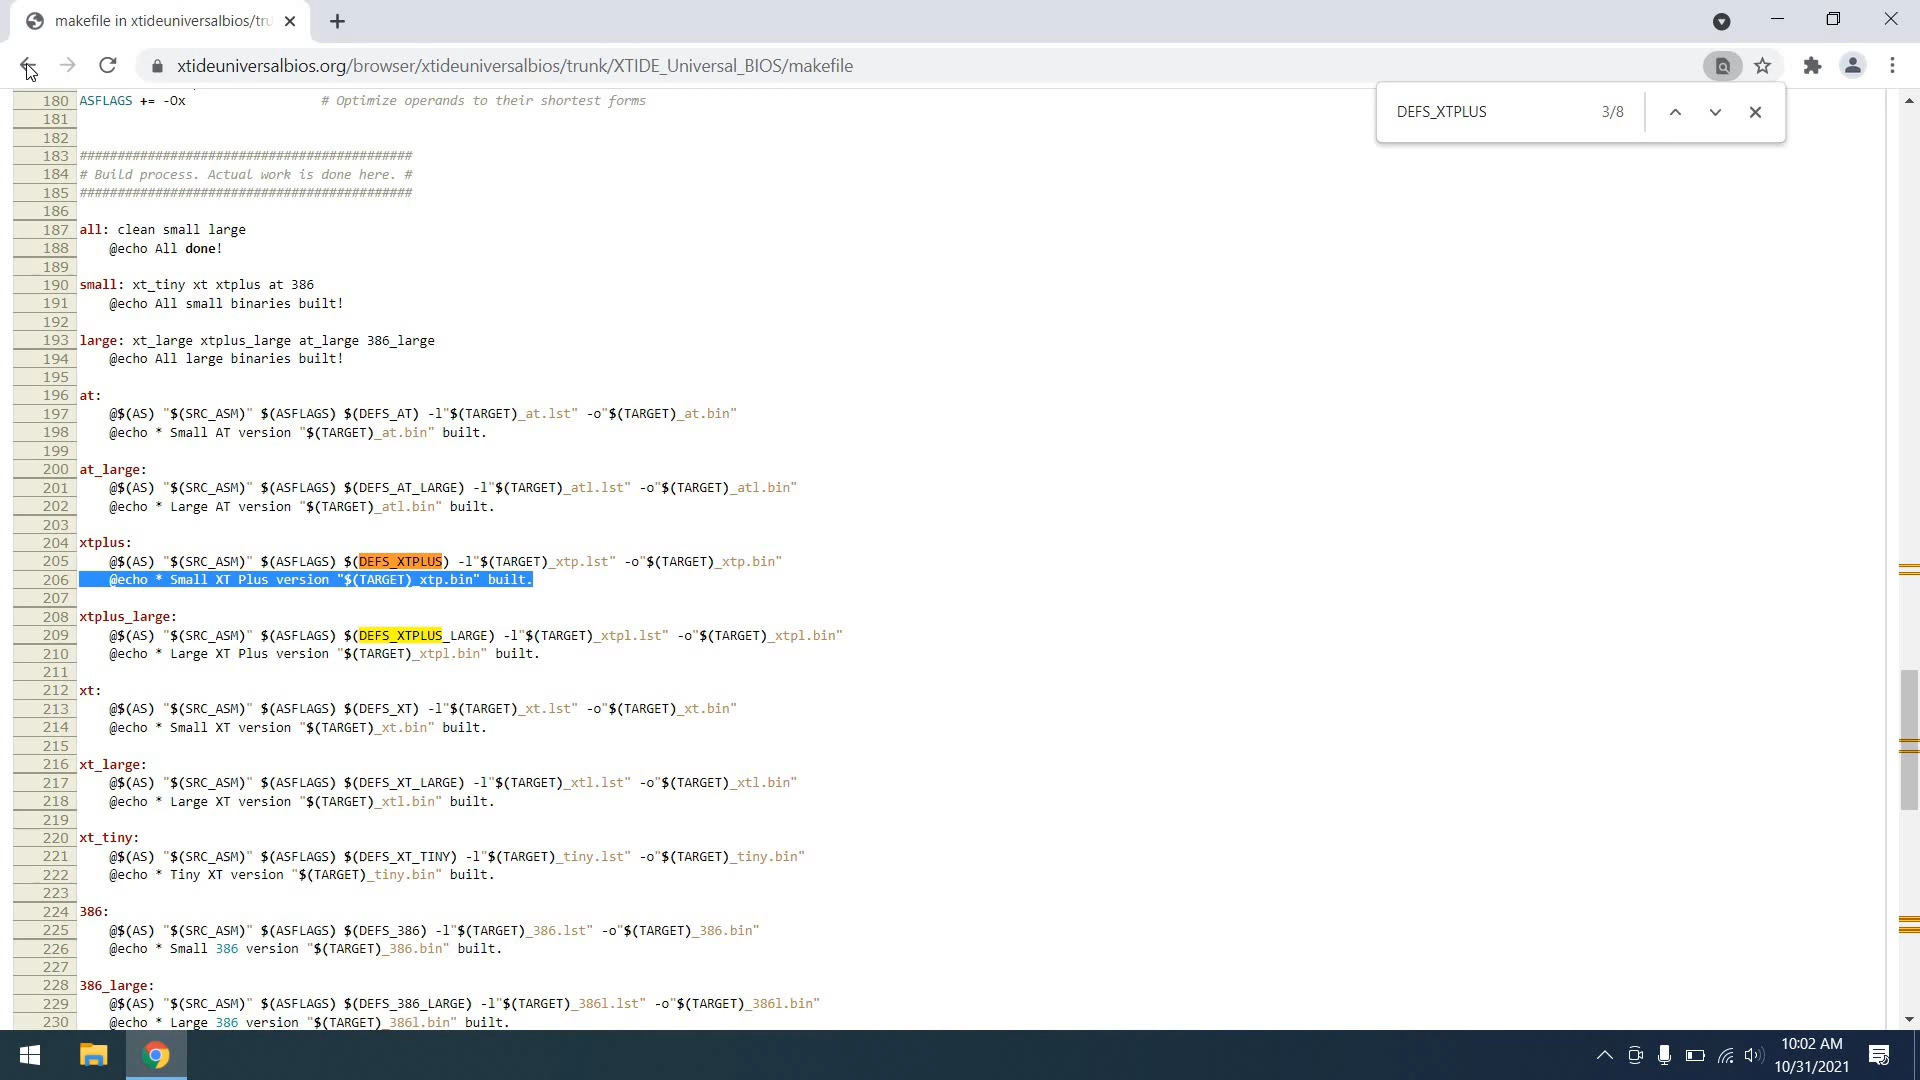 makefile in xtideuniversalbios/tru
xtideuniversalbios.org/browser/xtideuniversalbios/trunk/XTIDE_Universal_BIOS/makefile
DEFS_XTPLUS 3/8
180 ASFLAGS += -Ox # Optimize operands to their shortest forms
181
182
183 ############################################
184 # Build process. Actual work is done here. #
185 ############################################
186
187 all: clean small large
188 @echo All done!
189
190 small: xt_tiny xt xtplus at 386
191 @echo All small binaries built!
192
193 large: xt_large xtplus_large at_large 386_large
194 @echo All large binaries built!
195
196 at:
197 @$(AS) "$(SRC_ASM)" $(ASFLAGS) $(DEFS_AT) -l"$(TARGET)_at.lst" -o"$(TARGET)_at.bin"
198 @echo * Small AT version "$(TARGET)_at.bin" built.
199
200 at_large:
201 @$(AS) "$(SRC_ASM)" $(ASFLAGS) $(DEFS_AT_LARGE) -l"$(TARGET)_atl.lst" -o"$(TARGET)_atl.bin"
202 @echo * Large AT version "$(TARGET)_atl.bin" built.
203
204 xtplus:
205 @$(AS) "$(SRC_ASM)" $(ASFLAGS) $(DEFS_XTPLUS) -l"$(TARGET)_xtp.lst" -o"$(TARGET)_xtp.bin"
206 @echo * Small XT Plus version "$(TARGET)_xtp.bin" built.
207
208 xtplus_large:
209 @$(AS) "$(SRC_ASM)" $(ASFLAGS) $(DEFS_XTPLUS_LARGE) -l"$(TARGET)_xtpl.lst" -o"$(TARGET)_xtpl.bin"
210 @echo * Large XT Plus version "$(TARGET)_xtpl.bin" built.
211
212 xt:
213 @$(AS) "$(SRC_ASM)" $(ASFLAGS) $(DEFS_XT) -l"$(TARGET)_xt.lst" -o"$(TARGET)_xt.bin"
214 @echo * Small XT version "$(TARGET)_xt.bin" built.
215
216 xt_large:
217 @$(AS) "$(SRC_ASM)" $(ASFLAGS) $(DEFS_XT_LARGE) -l"$(TARGET)_xtl.lst" -o"$(TARGET)_xtl.bin"
218 @echo * Large XT version "$(TARGET)_xtl.bin" built.
219
220 xt_tiny:
221 @$(AS) "$(SRC_ASM)" $(ASFLAGS) $(DEFS_XT_TINY) -l"$(TARGET)_tiny.lst" -o"$(TARGET)_tiny.bin"
222 @echo * Tiny XT version "$(TARGET)_tiny.bin" built.
223
224 386:
225 @$(AS) "$(SRC_ASM)" $(ASFLAGS) $(DEFS_386) -l"$(TARGET)_386.lst" -o"$(TARGET)_386.bin"
226 @echo * Small 386 version "$(TARGET)_386.bin" built.
227
228 386_large:
229 @$(AS) "$(SRC_ASM)" $(ASFLAGS) $(DEFS_386_LARGE) -l"$(TARGET)_386l.lst" -o"$(TARGET)_386l.bin"
230 @echo * Large 386 version "$(TARGET)_386l.bin" built.
10:02 AM
10/31/2021